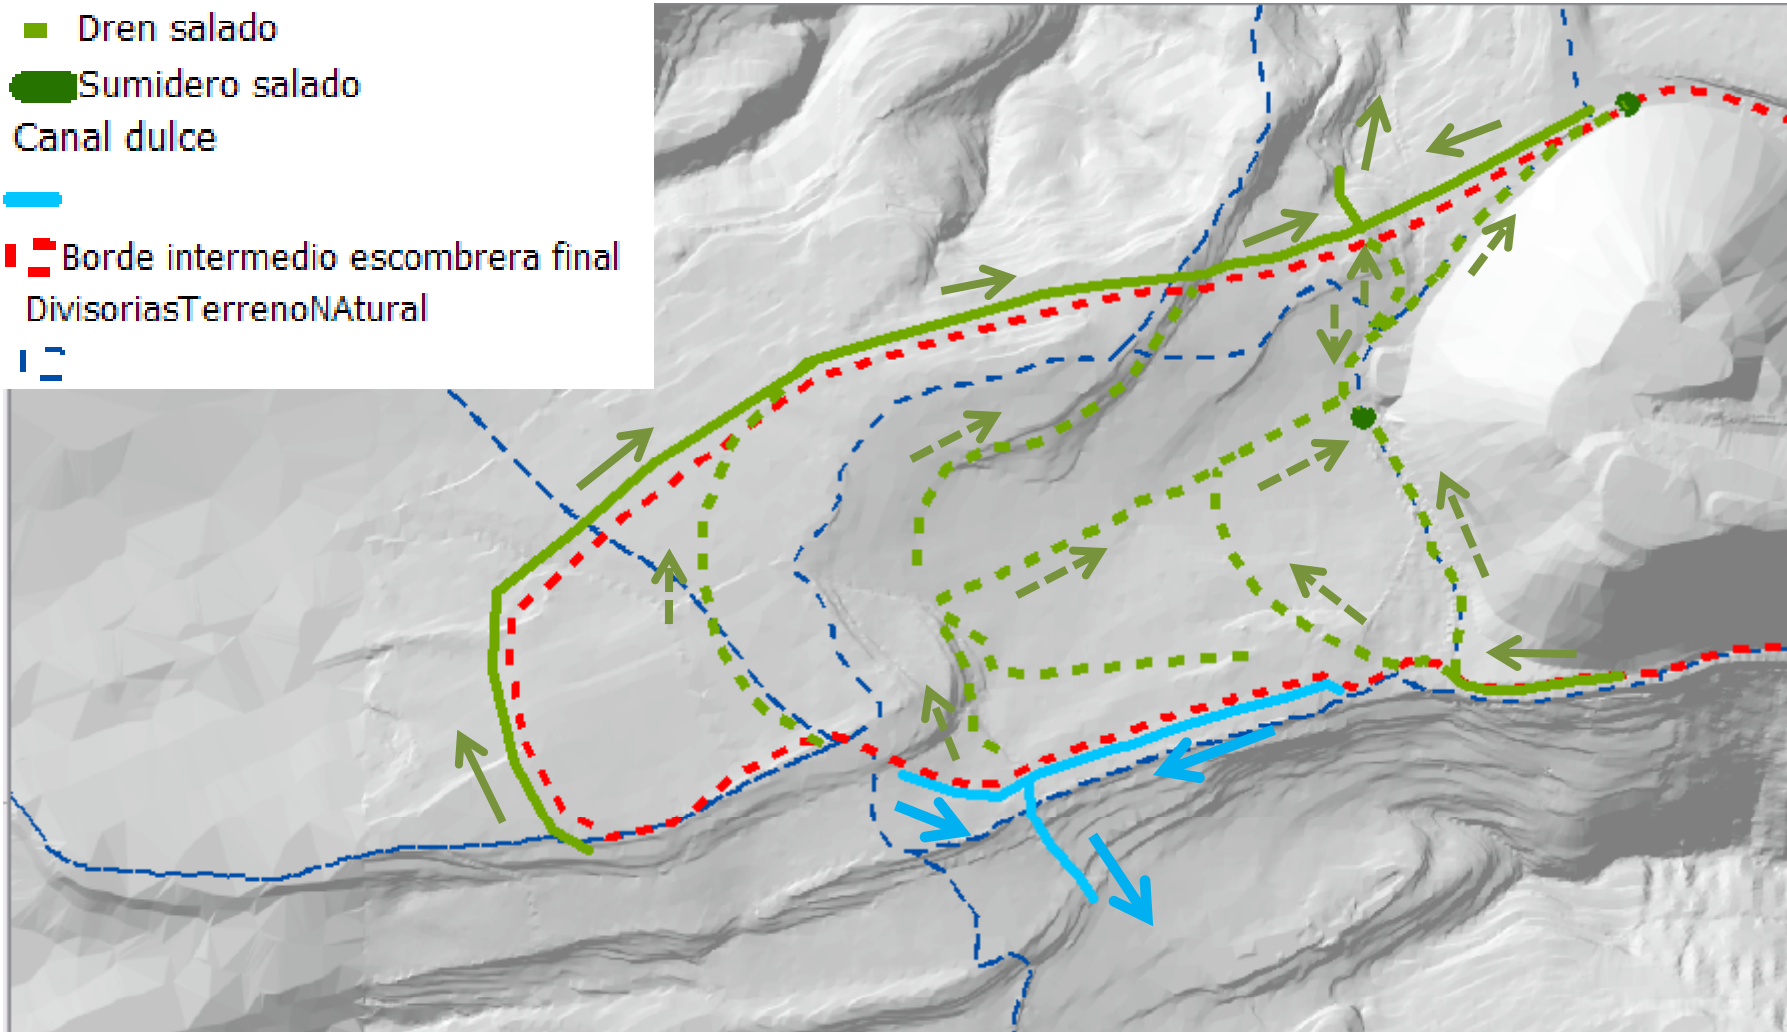 Dren salado
Sumidero salado
Canal dulce
Borde intermedio escombrera final
DivisoriasTerrenoNAtural